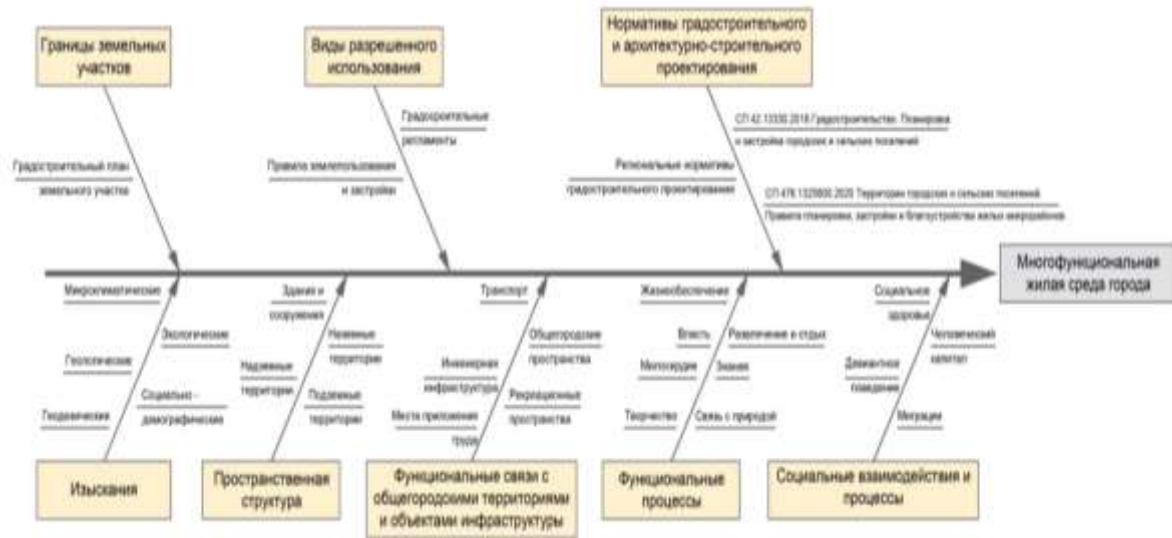 Границы земельных
участков
Виды разрешенного
использования
Нормативы градостроительного
и архитектурно-строительного
проектирования
Градостроительный план
земельного участка
Градосроительные
регламенты
Правила землепользования
и застройки
СП 42.13330.2016 Градостроительство. Планировка
и застройка городских и сельских поселений
Региональные нормативы
градостроительного проектирования
СП 476.1325800.2020 Территории городских и сельских поселений.
Правила планировки, застройки и благоустройства жилых микрорайонов
Многофункциональная
жилая среда города
Микроклиматические
Экологические
Геологические
Социально -
демографические
Геодезические
Здания и
сооружения
Наземные
территории
Надземные
территории
Подземные
территории
Транспорт
Общегородские
пространства
Инженерная
инфраструктура
Рекреационные
пространства
Места приложения
труда
Жизнеобеспечение
Власть
Развлечение и отдых
Милосердие
Знания
Творчество
Связь с природой
Социальное
здоровье
Человеческий
капитал
Девиантное
поведение
Миграции
Изыскания
Пространственная
структура
Функциональные связи с
общегородскими территориями
и объектами инфраструктуры
Функциональные
процессы
Социальные взаимодействия и
процессы